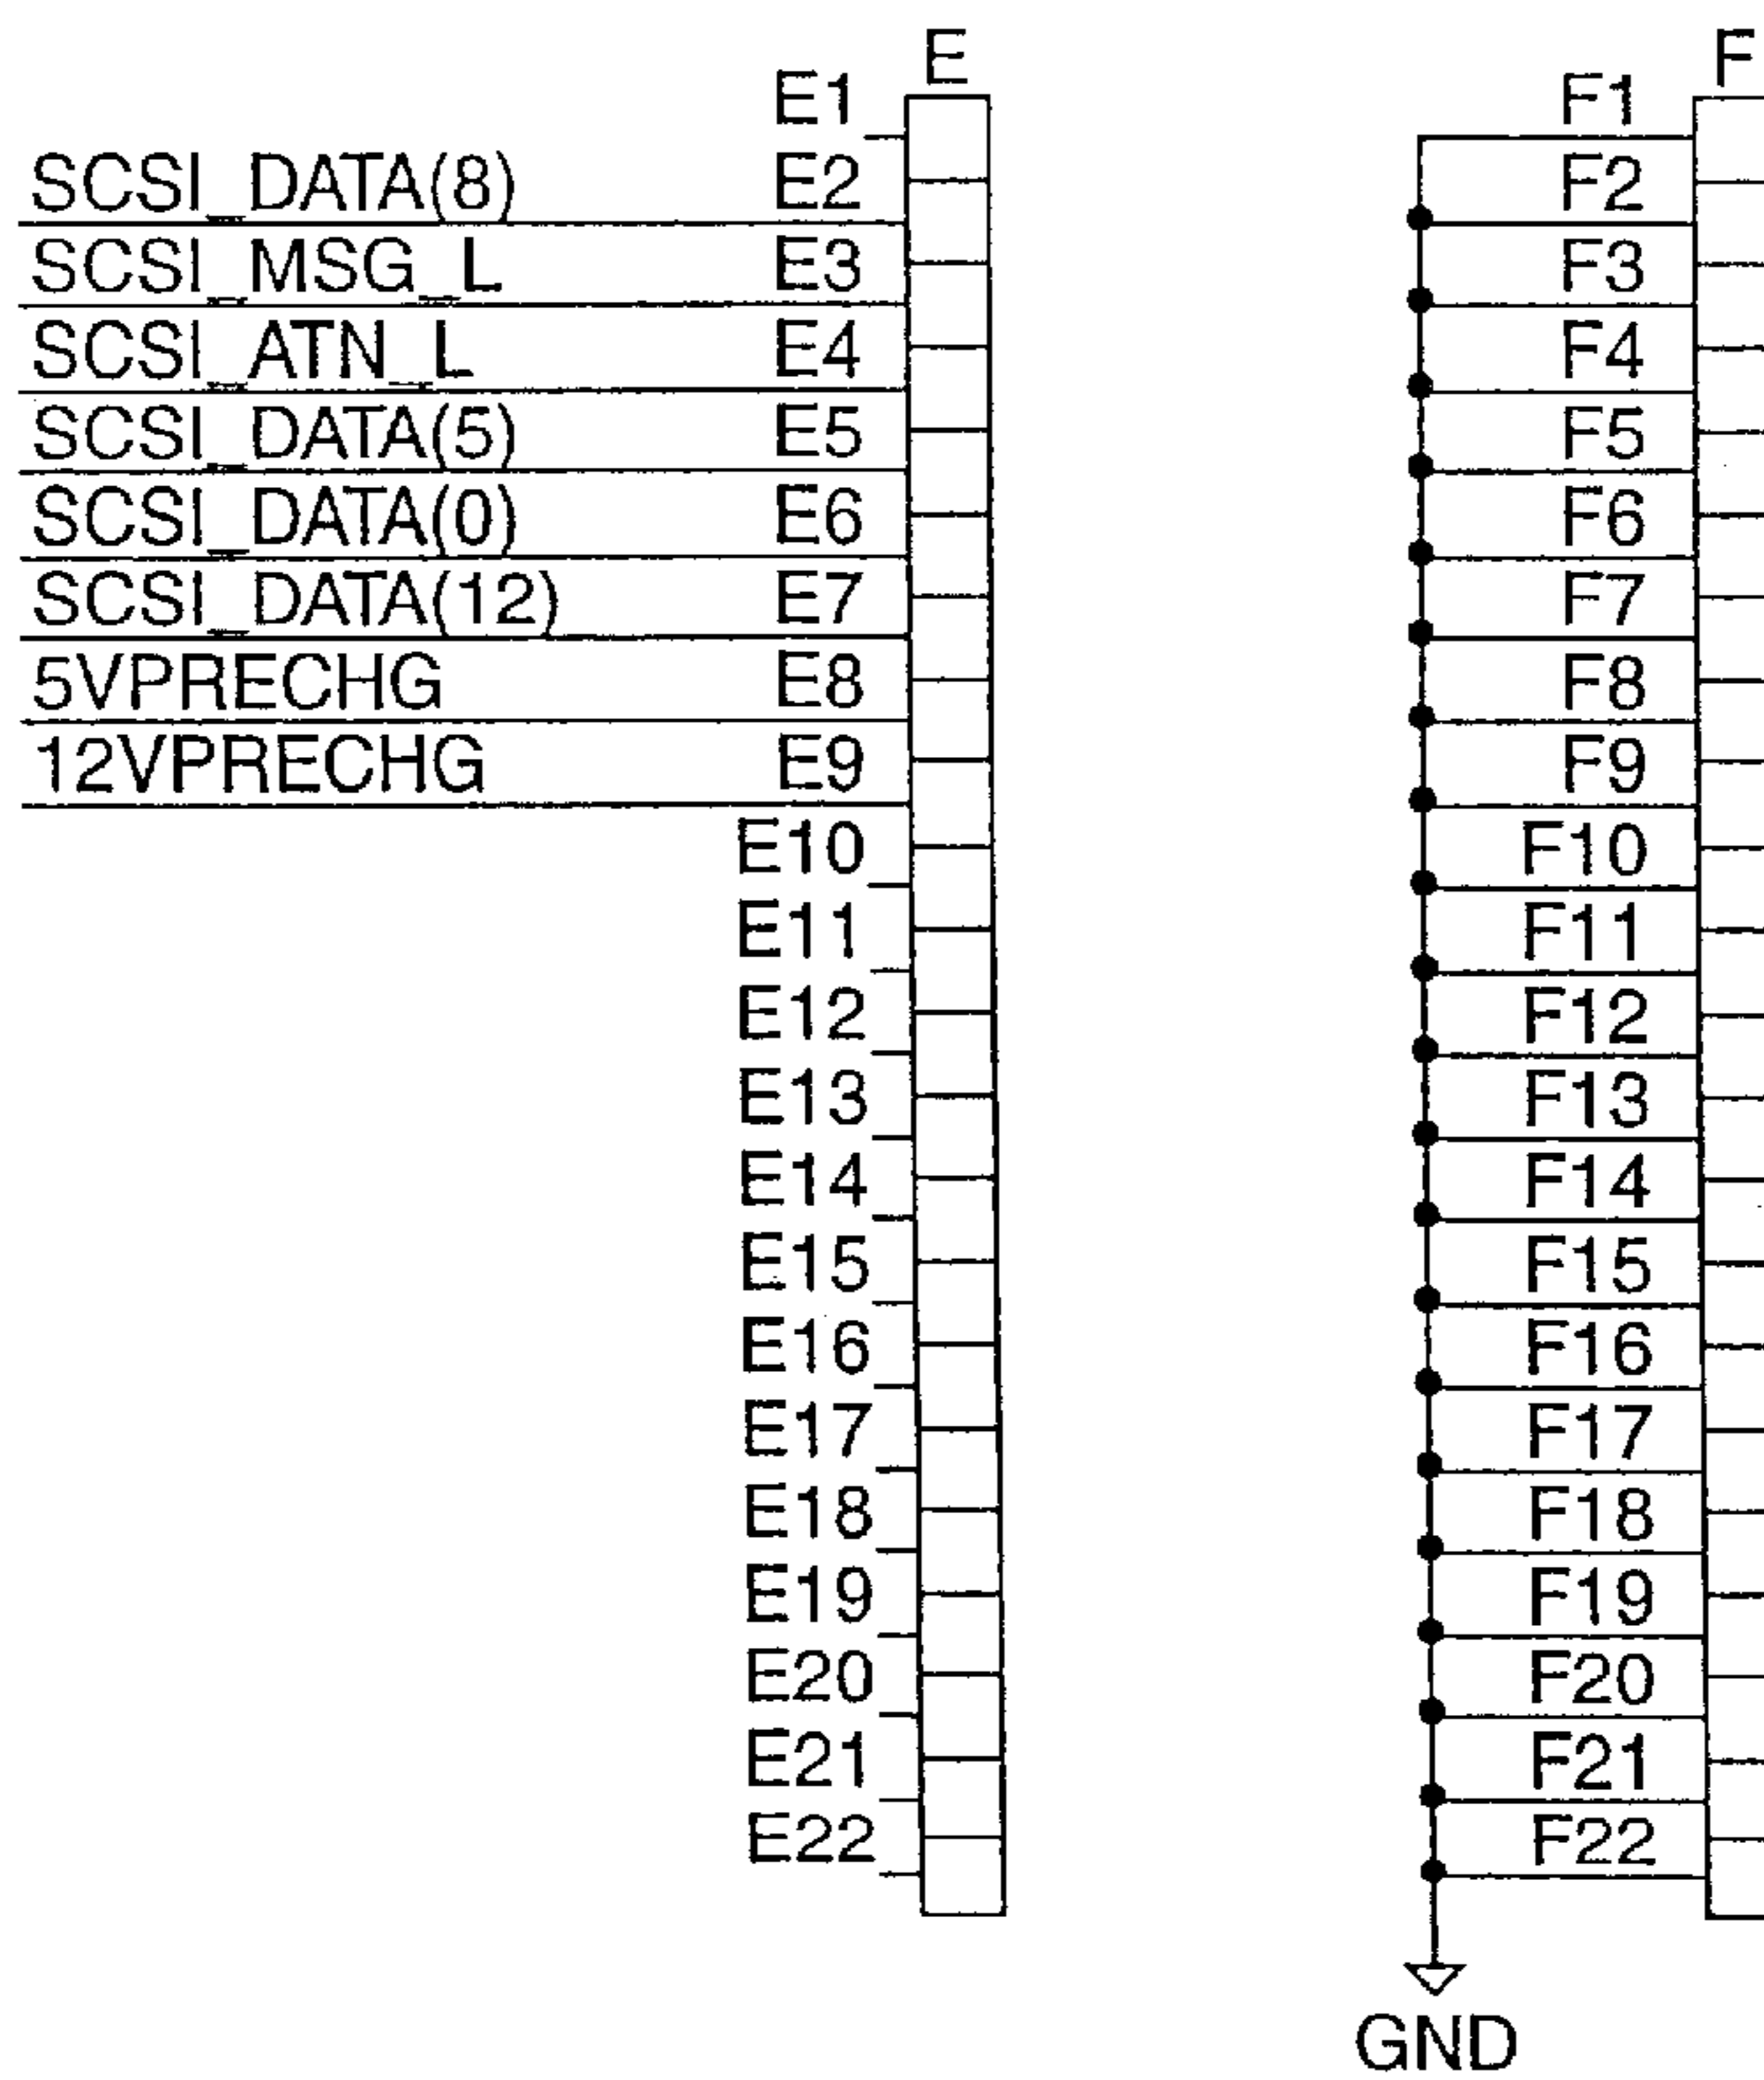 E
E1
SCSI_DATA(8) E2
SCSI_MSG_L E3
SCSI_ATN_L E4
SCSI_DATA(5) E5
SCSI_DATA(0) E6
SCSI_DATA(12) E7
5VPRECHG E8
12VPRECHG E9
E10
E11
E12
E13
E14
E15
E16
E17
E18
E19
E20
E21
E22
F
F1
F2
F3
F4
F5
F6
F7
F8
F9
F10
F11
F12
F13
F14
F15
F16
F17
F18
F19
F20
F21
F22
GND